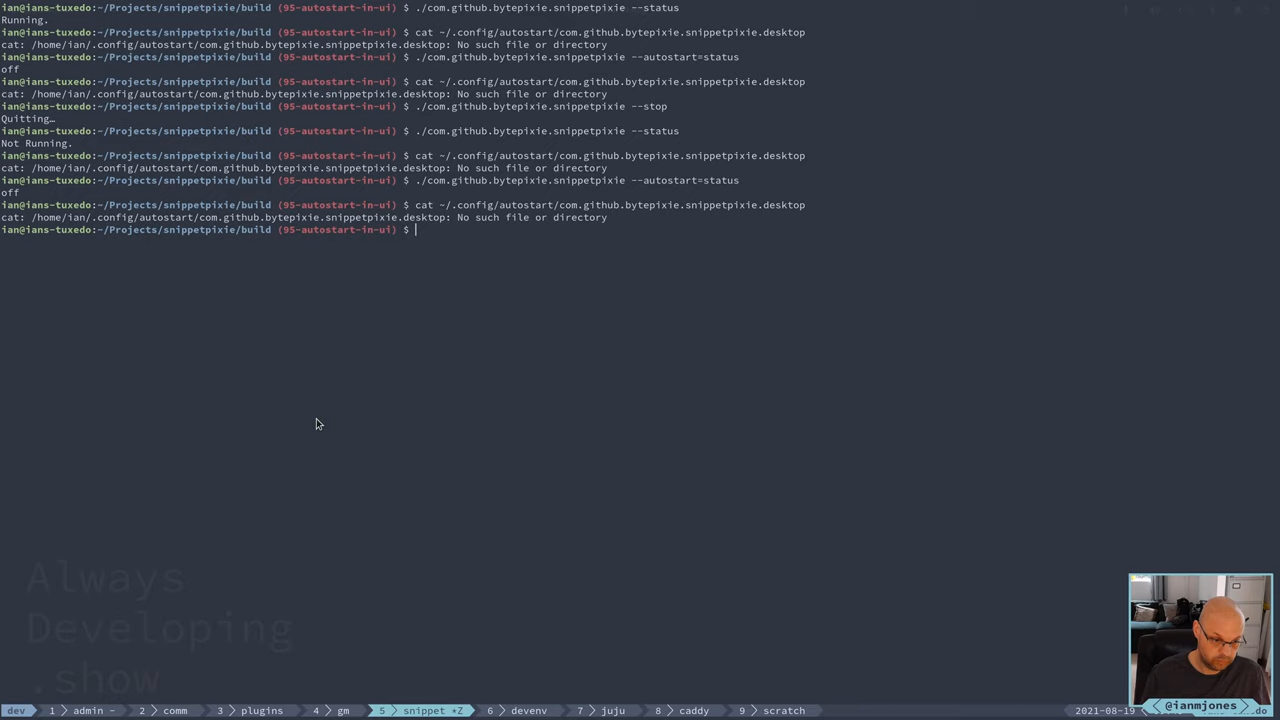 ian@ians-tuxedo:~/Projects/snippetpixie/build (95-autostart-in-ui) $ ./com.github.bytepixie.snippetpixie --status
Running.
ian@ians-tuxedo:~/Projects/snippetpixie/build (95-autostart-in-ui) $ cat ~/.config/autostart/com.github.bytepixie.snippetpixie.desktop
cat: /home/ian/.config/autostart/com.github.bytepixie.snippetpixie.desktop: No such file or directory
ian@ians-tuxedo:~/Projects/snippetpixie/build (95-autostart-in-ui) $ ./com.github.bytepixie.snippetpixie --autostart=status
off
ian@ians-tuxedo:~/Projects/snippetpixie/build (95-autostart-in-ui) $ cat ~/.config/autostart/com.github.bytepixie.snippetpixie.desktop
cat: /home/ian/.config/autostart/com.github.bytepixie.snippetpixie.desktop: No such file or directory
ian@ians-tuxedo:~/Projects/snippetpixie/build (95-autostart-in-ui) $ ./com.github.bytepixie.snippetpixie --stop
Quitting…
ian@ians-tuxedo:~/Projects/snippetpixie/build (95-autostart-in-ui) $ ./com.github.bytepixie.snippetpixie --status
Not Running.
ian@ians-tuxedo:~/Projects/snippetpixie/build (95-autostart-in-ui) $ cat ~/.config/autostart/com.github.bytepixie.snippetpixie.desktop
cat: /home/ian/.config/autostart/com.github.bytepixie.snippetpixie.desktop: No such file or directory
ian@ians-tuxedo:~/Projects/snippetpixie/build (95-autostart-in-ui) $ ./com.github.bytepixie.snippetpixie --autostart=status
off
ian@ians-tuxedo:~/Projects/snippetpixie/build (95-autostart-in-ui) $ cat ~/.config/autostart/com.github.bytepixie.snippetpixie.desktop
cat: /home/ian/.config/autostart/com.github.bytepixie.snippetpixie.desktop: No such file or directory
ian@ians-tuxedo:~/Projects/snippetpixie/build (95-autostart-in-ui) $
Always
Developing
.show
@ianmjones
dev 1 admin - 2 comm 3 plugins 4 gm 5 snippet *Z 6 devenv 7 juju 8 caddy 9 scratch 2021-08-19